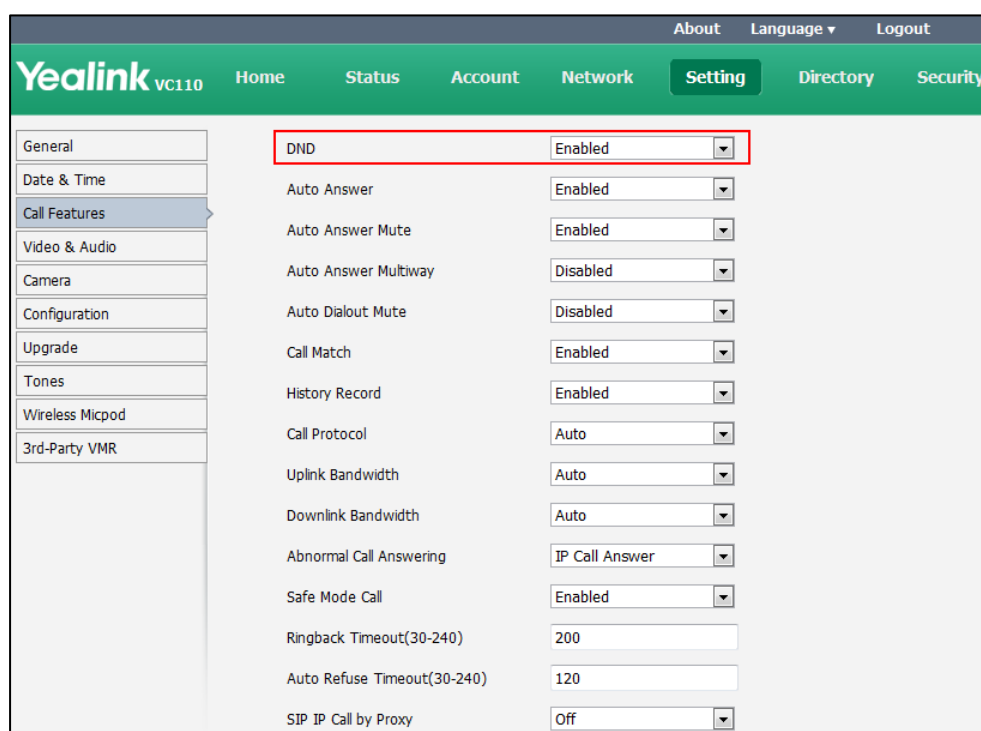 About Language ▾ Logout
Yealink VC110 Home Status Account Network Setting Directory Security
General
Date & Time
Call Features
Video & Audio
Camera
Configuration
Upgrade
Tones
Wireless Micpod
3rd-Party VMR
DND Enabled
Auto Answer Enabled
Auto Answer Mute Enabled
Auto Answer Multiway Disabled
Auto Dialout Mute Disabled
Call Match Enabled
History Record Enabled
Call Protocol Auto
Uplink Bandwidth Auto
Downlink Bandwidth Auto
Abnormal Call Answering IP Call Answer
Safe Mode Call Enabled
Ringback Timeout(30-240) 200
Auto Refuse Timeout(30-240) 120
SIP IP Call by Proxy Off